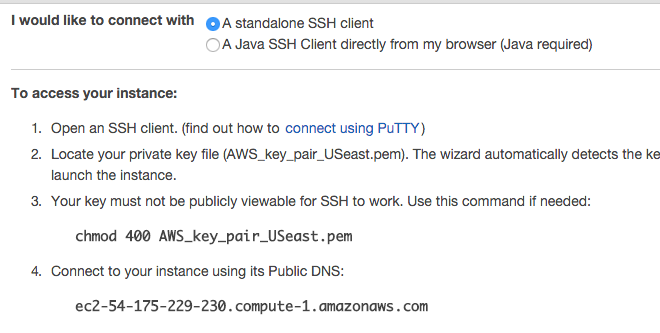 I would like to connect with A standalone SSH client
A Java SSH Client directly from my browser (Java required)
To access your instance:
1. Open an SSH client. (find out how to connect using PuTTY)
2. Locate your private key file (AWS_key_pair_USeast.pem). The wizard automatically detects the ke
launch the instance.
3. Your key must not be publicly viewable for SSH to work. Use this command if needed:
chmod 400 AWS_key_pair_USeast.pem
4. Connect to your instance using its Public DNS:
ec2-54-175-229-230.compute-1.amazonaws.com